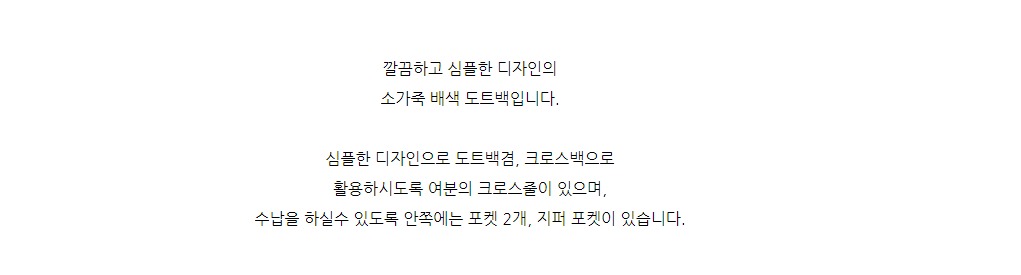 깔끔하고 심플한 디자인의
소가죽 배색 도트백입니다.
심플한 디자인으로 도트백겸, 크로스백으로
활용하시도록 여분의 크로스줄이 있으며,
수납을 하실수 있도록 안쪽에는 포켓 2개, 지퍼 포켓이 있습니다.